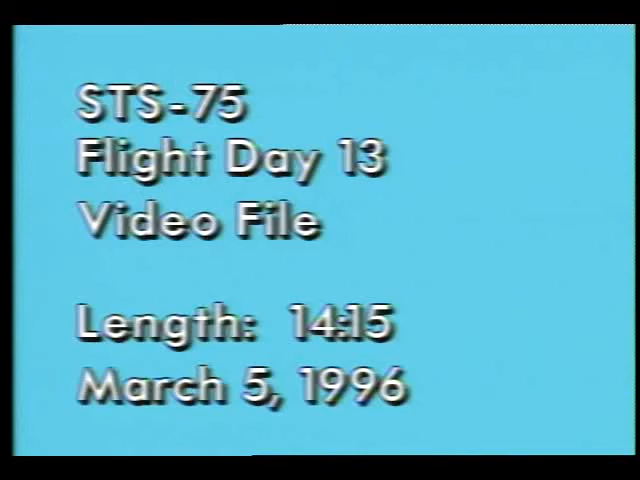 STS-75
Flight Day 13
Video File
Length: 14:15
March 5, 1996